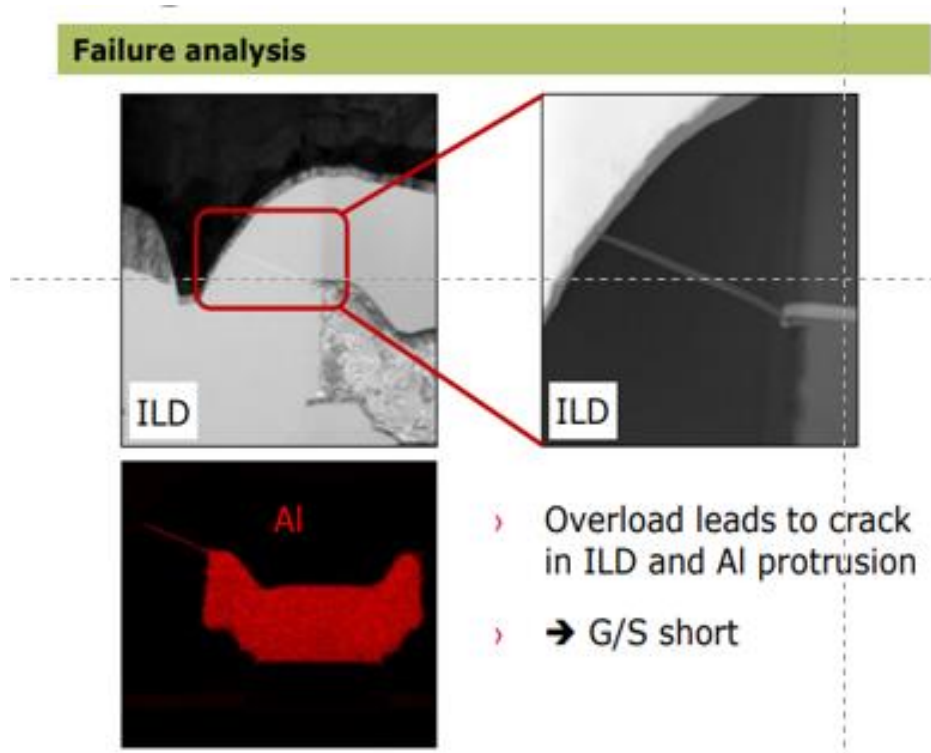 Failure analysis
ILD
ILD
Al
› Overload leads to crack
in ILD and Al protrusion
› ➔ G/S short